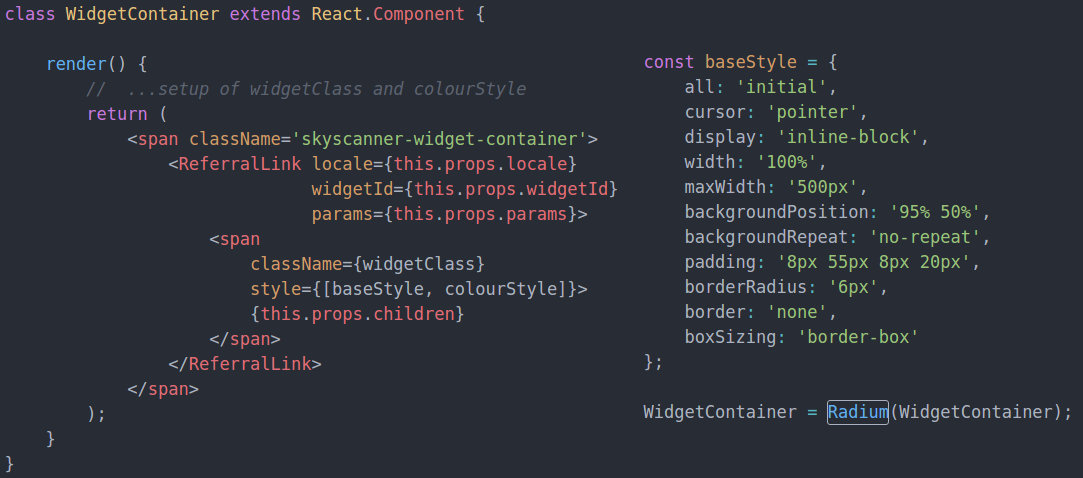 class WidgetContainer extends React.Component {
    render() {
        //  ...setup of widgetClass and colourStyle
        return (
            <span className='skyscanner-widget-container'>
                <ReferralLink locale={this.props.locale}
                              widgetId={this.props.widgetId}
                              params={this.props.params}>
                    <span
                        className={widgetClass}
                        style={[baseStyle, colourStyle]}>
                        {this.props.children}
                    </span>
                </ReferralLink>
            </span>
        );
    }
}
const baseStyle = {
    all: 'initial',
    cursor: 'pointer',
    display: 'inline-block',
    width: '100%',
    maxWidth: '500px',
    backgroundPosition: '95% 50%',
    backgroundRepeat: 'no-repeat',
    padding: '8px 55px 8px 20px',
    borderRadius: '6px',
    border: 'none',
    boxSizing: 'border-box'
};
WidgetContainer = Radium(WidgetContainer);